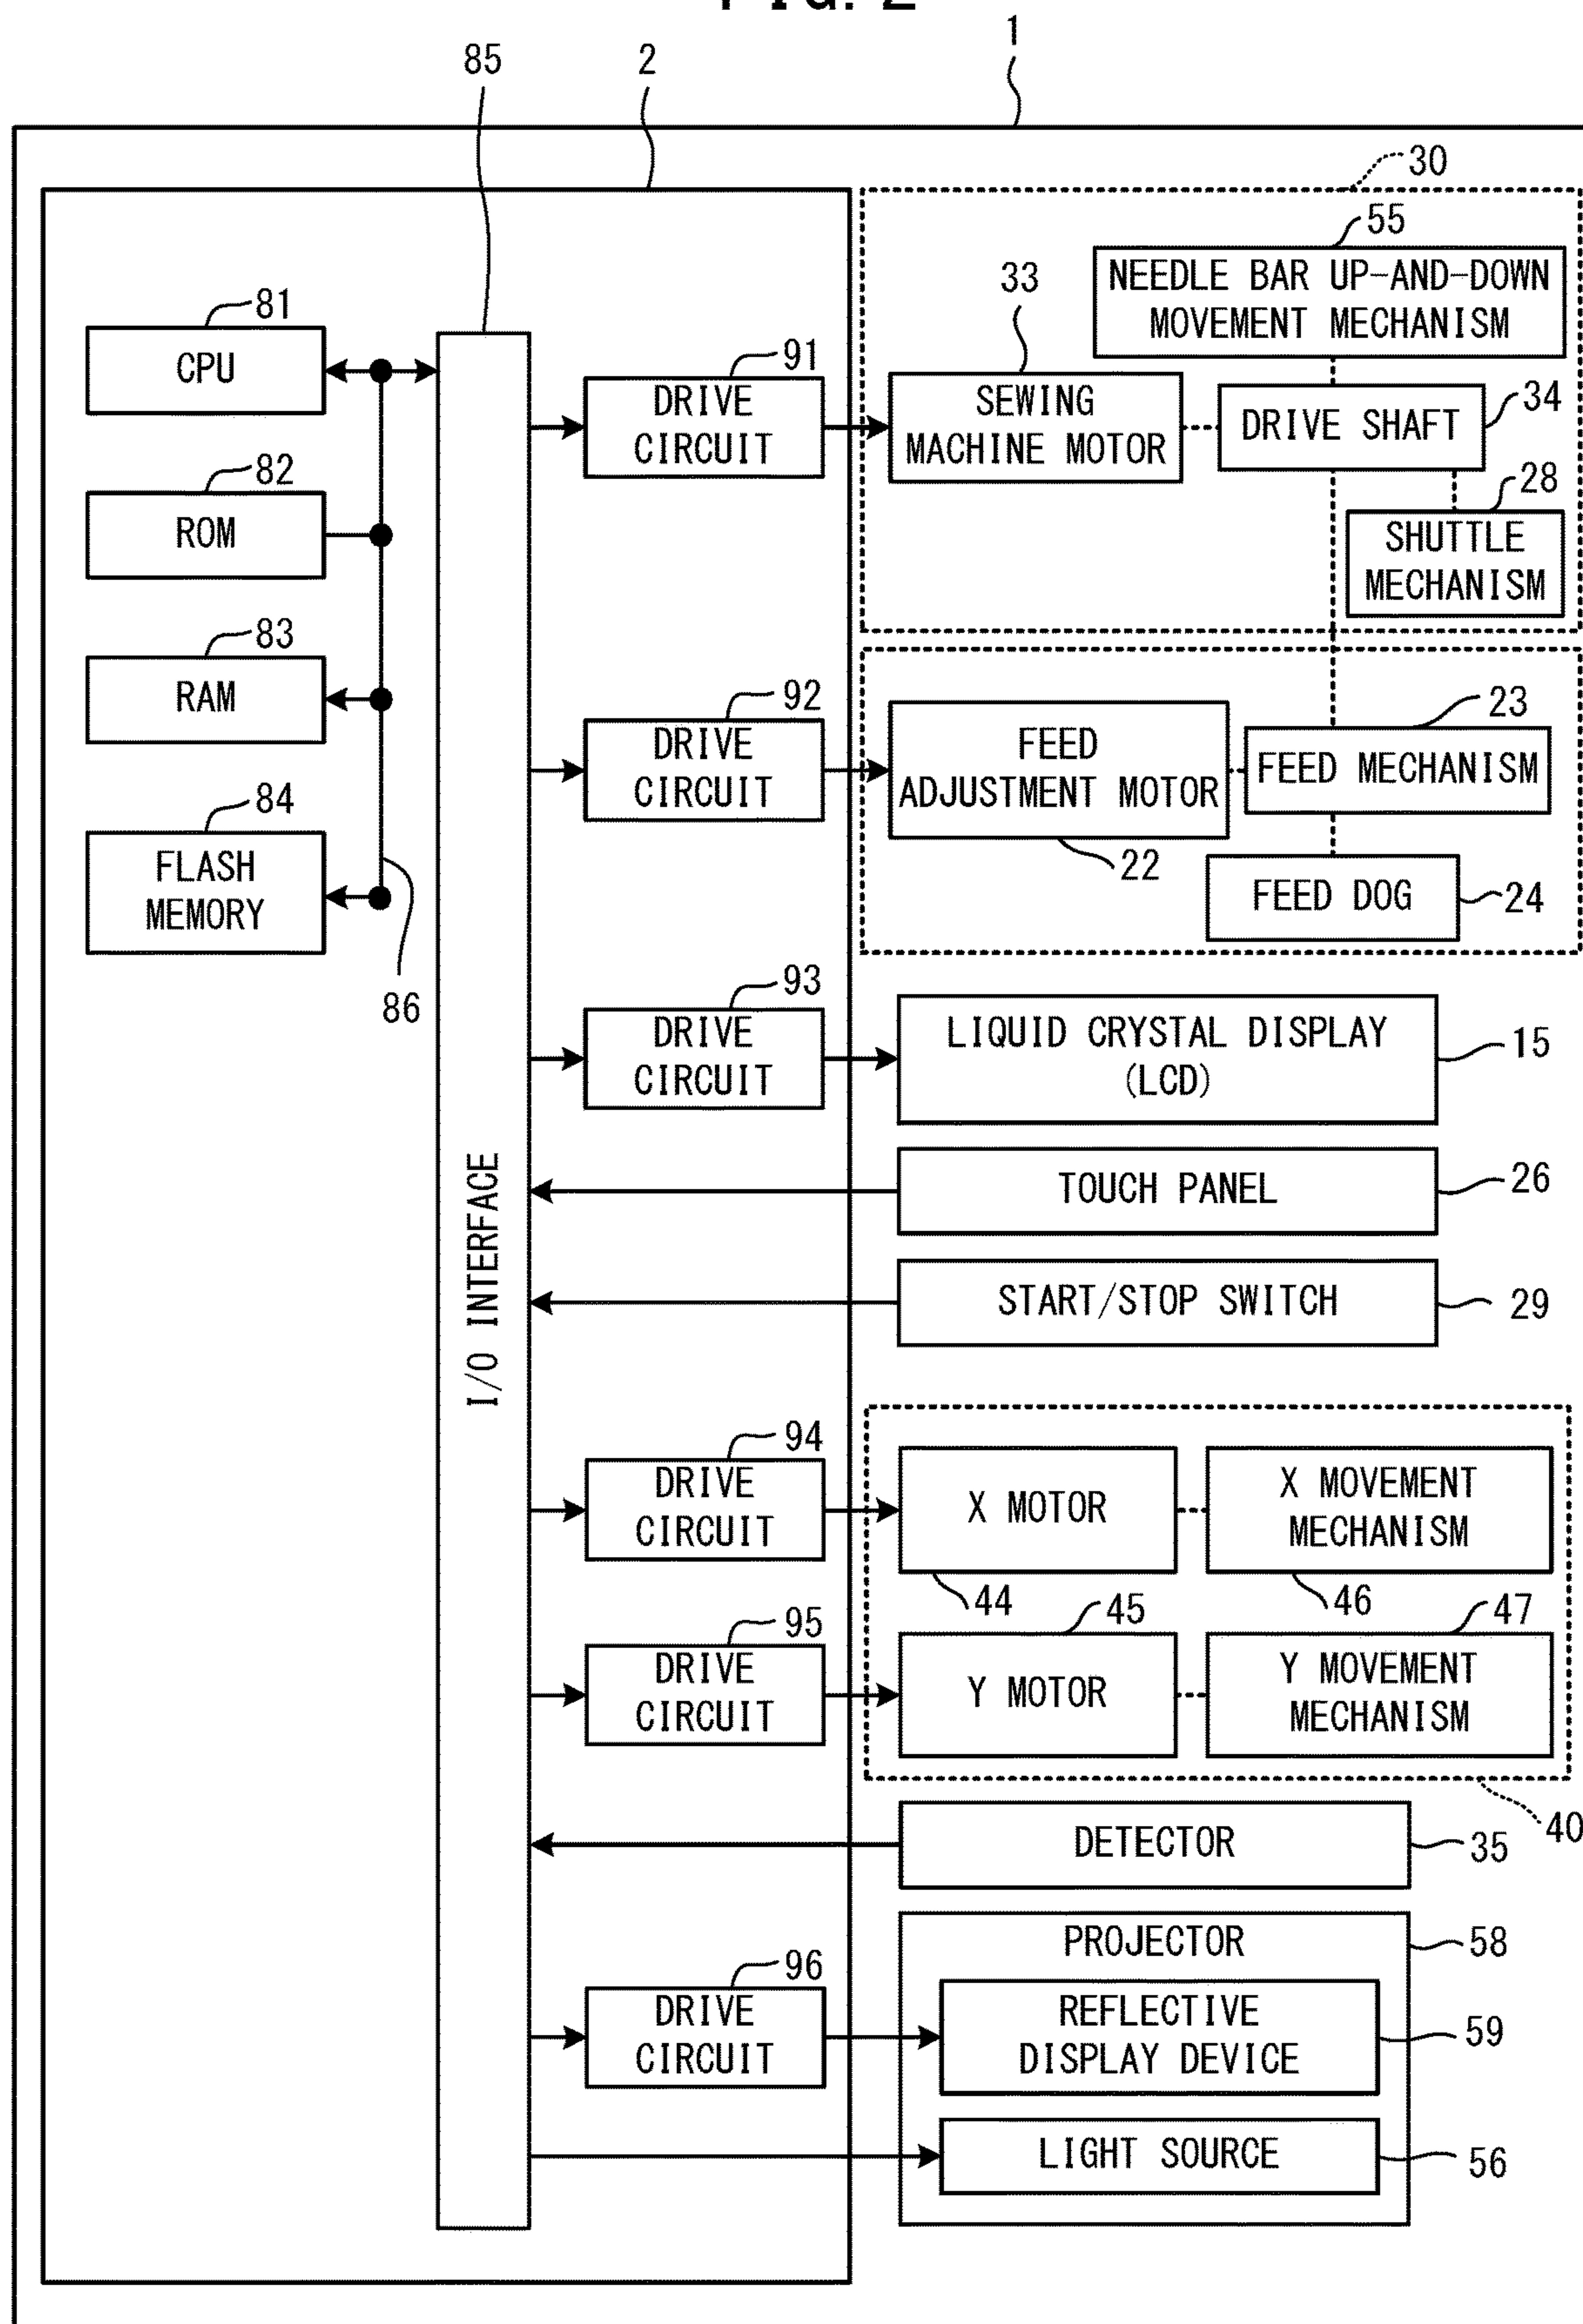 FIG. 2
1
85
2
30
55
NEEDLE BAR UP-AND-DOWN
MOVEMENT MECHANISM
33
81
CPU
91
DRIVE
CIRCUIT
SEWING
MACHINE MOTOR
DRIVE SHAFT
34
82
ROM
28
SHUTTLE
MECHANISM
83
RAM
92
DRIVE
CIRCUIT
FEED
ADJUSTMENT MOTOR
22
23
FEED MECHANISM
84
FLASH
MEMORY
FEED DOG
24
86
93
DRIVE
CIRCUIT
LIQUID CRYSTAL DISPLAY
(LCD)
15
I/O INTERFACE
TOUCH PANEL
26
START/STOP SWITCH
29
94
DRIVE
CIRCUIT
X MOTOR
44
X MOVEMENT
MECHANISM
46
95
DRIVE
CIRCUIT
45
Y MOTOR
47
Y MOVEMENT
MECHANISM
40
DETECTOR
35
PROJECTOR
58
96
DRIVE
CIRCUIT
REFLECTIVE
DISPLAY DEVICE
59
LIGHT SOURCE
56